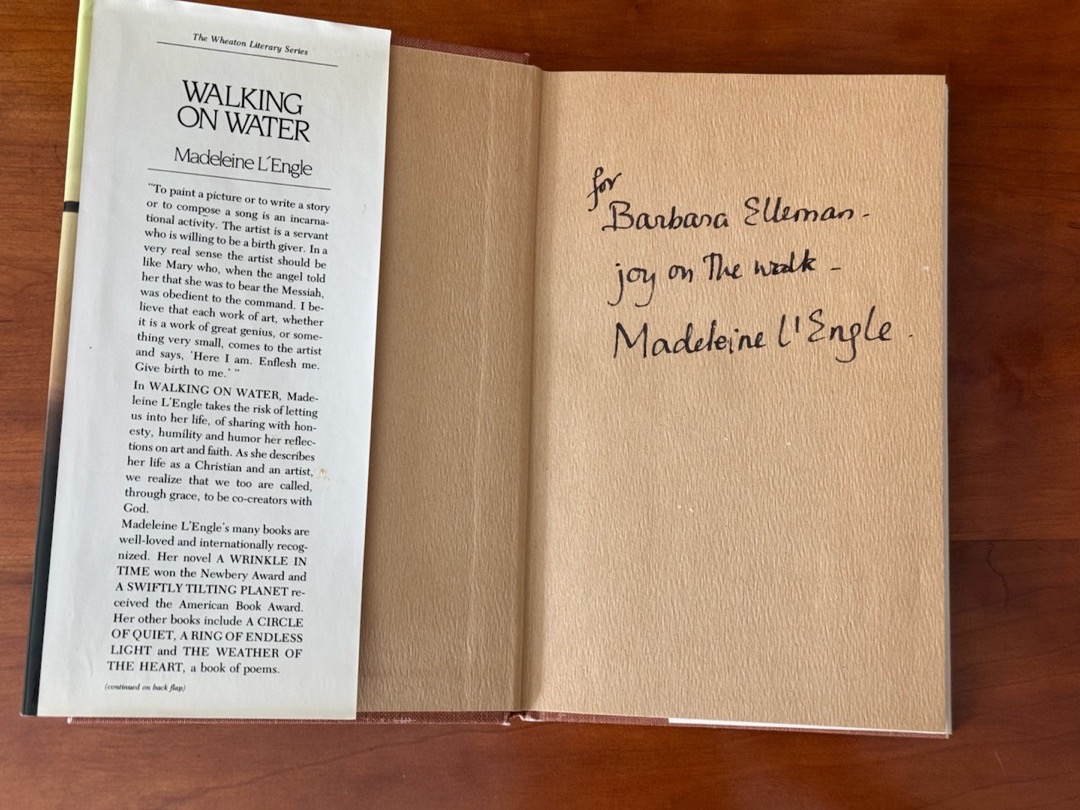 The Wheaton Literary Series
WALKING
ON WATER
Madeleine L'Engle
"To paint a picture or to write a story
or to compose a song is an incarna-
tional activity. The artist is a servant
who is willing to be a birth giver. In a
very real sense the artist should be
like Mary who, when the angel told
her that she was to bear the Messiah,
was obedient to the command. I be-
lieve that each work of art, whether
it is a work of great genius, or some-
thing very small, comes to the artist
and says, 'Here I am. Enflesh me.
Give birth to me.' "
In WALKING ON WATER, Made-
leine L'Engle takes the risk of letting
us into her life, of sharing with hon-
esty, humility and humor her reflec-
tions on art and faith. As she describes
her life as a Christian and an artist,
we realize that we too are called,
through grace, to be co-creators with
God.
Madeleine L'Engle's many books are
well-loved and internationally recog-
nized. Her novel A WRINKLE IN
TIME won the Newbery Award and
A SWIFTLY TILTING PLANET re-
ceived the American Book Award.
Her other books include A CIRCLE
OF QUIET, A RING OF ENDLESS
LIGHT and THE WEATHER OF
THE HEART, a book of poems.
(continued on back flap)
for
Barbara Elleman -
joy on The walk -
Madeleine L'Engle.